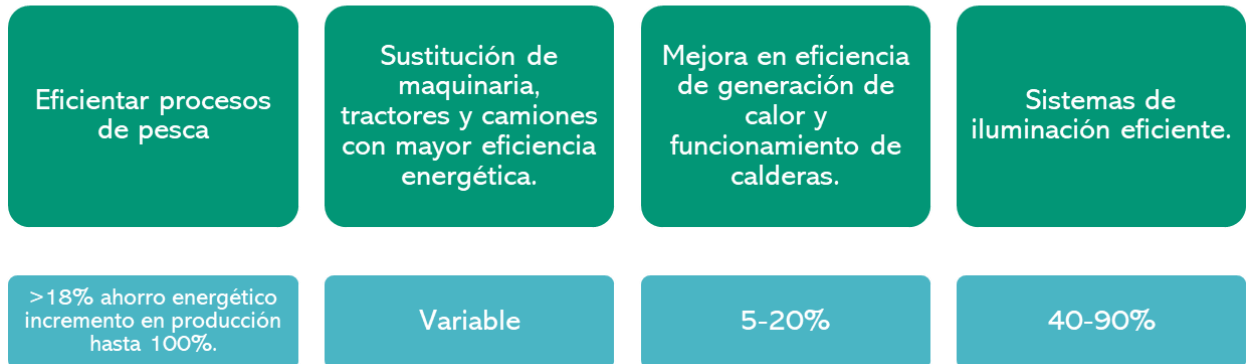 Eficientar procesos
de pesca
Sustitución de
maquinaria,
tractores y camiones
con mayor eficiencia
energética.
Mejora en eficiencia
de generación de
calor y
funcionamiento de
calderas.
Sistemas de
iluminación eficiente.
>18% ahorro energético
incremento en producción
hasta 100%.
Variable
5-20%
40-90%